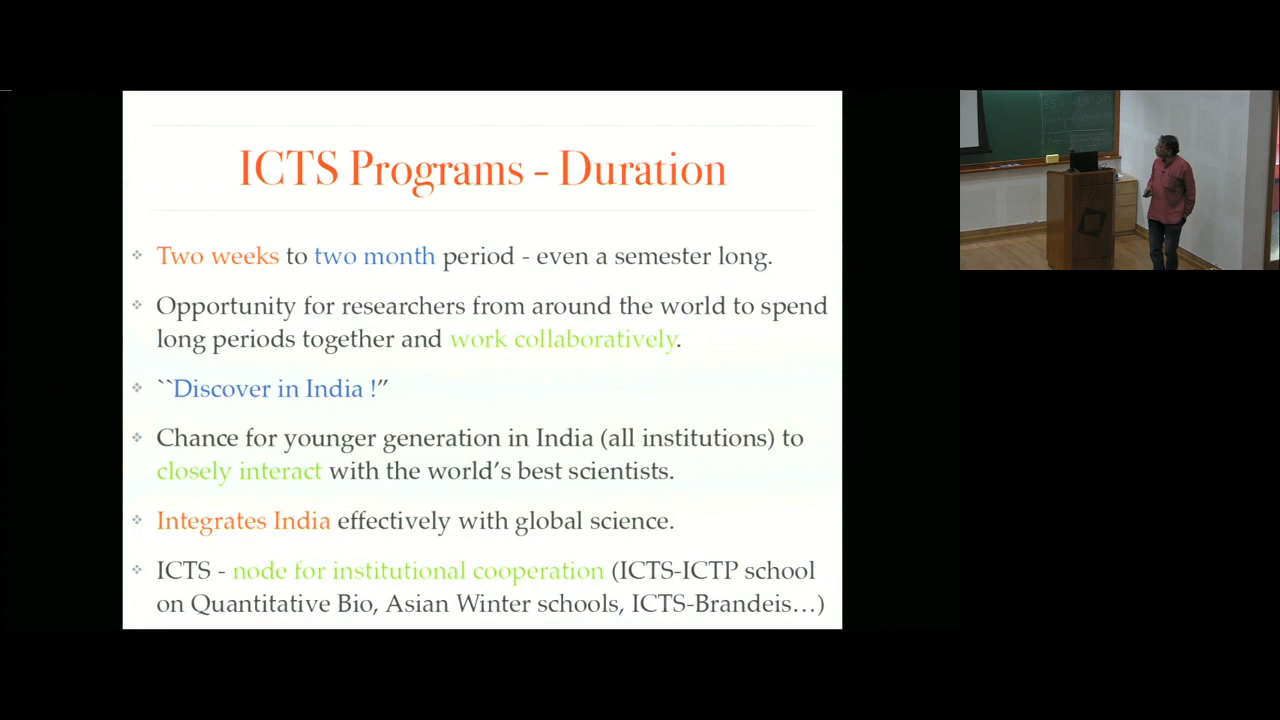 ICTS Programs - Duration
Two weeks to two month period - even a semester long.
Opportunity for researchers from around the world to spend
long periods together and work collaboratively.
``Discover in India !”
Chance for younger generation in India (all institutions) to
closely interact with the world’s best scientists.
Integrates India effectively with global science.
ICTS - node for institutional cooperation (ICTS-ICTP school
on Quantitative Bio, Asian Winter schools, ICTS-Brandeis…)